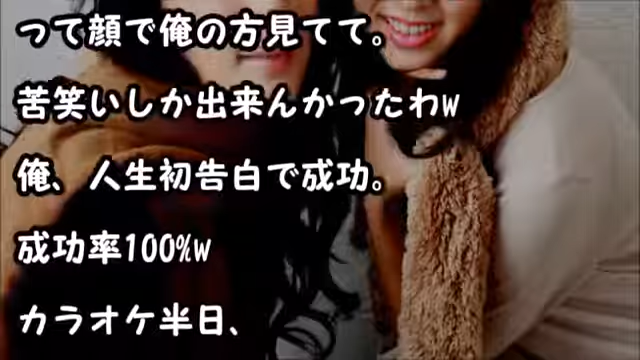 って顔で俺の方見てて。
苦笑いしか出来んかったわw
俺、人生初告白で成功。
成功率100%w
カラオケ半日、